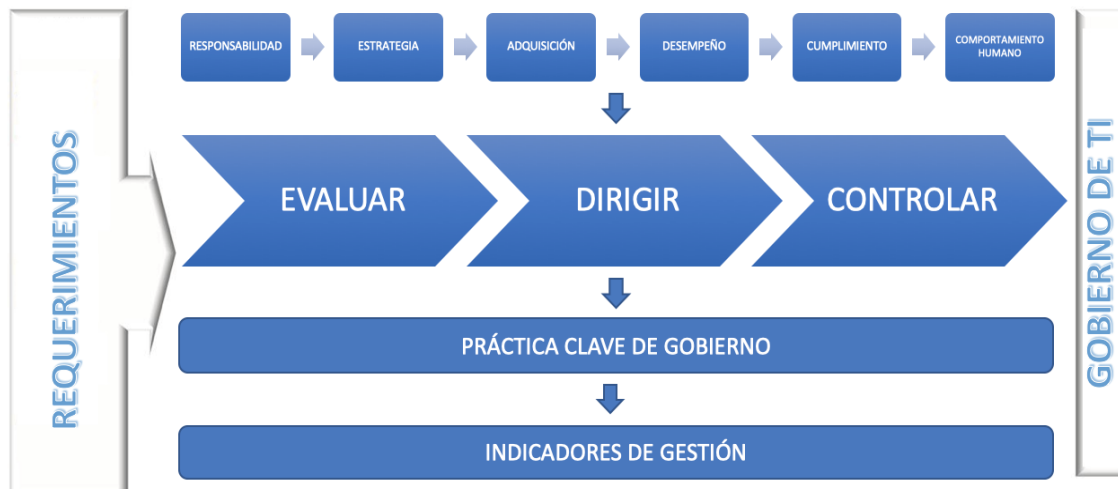 REQUERIMIENTOS
RESPONSABILIDAD
ESTRATEGIA
ADQUISICIÓN
DESEMPEÑO
CUMPLIMIENTO
COMPORTAMIENTO
HUMANO
EVALUAR
DIRIGIR
CONTROLAR
PRÁCTICA CLAVE DE GOBIERNO
INDICADORES DE GESTIÓN
GOBIERNO DE TI